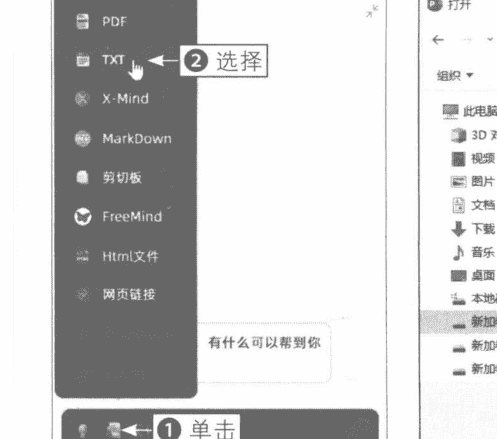 PDF
TXT
❷ 选择
X-Mind
MarkDown
剪切板
FreeMind
Html文件
网页链接
有什么可以帮到你
❶ 单击
打开
组织
此电脑
3D
视频
图片
文档
下载
音乐
桌面
本地
新加
新加
新加